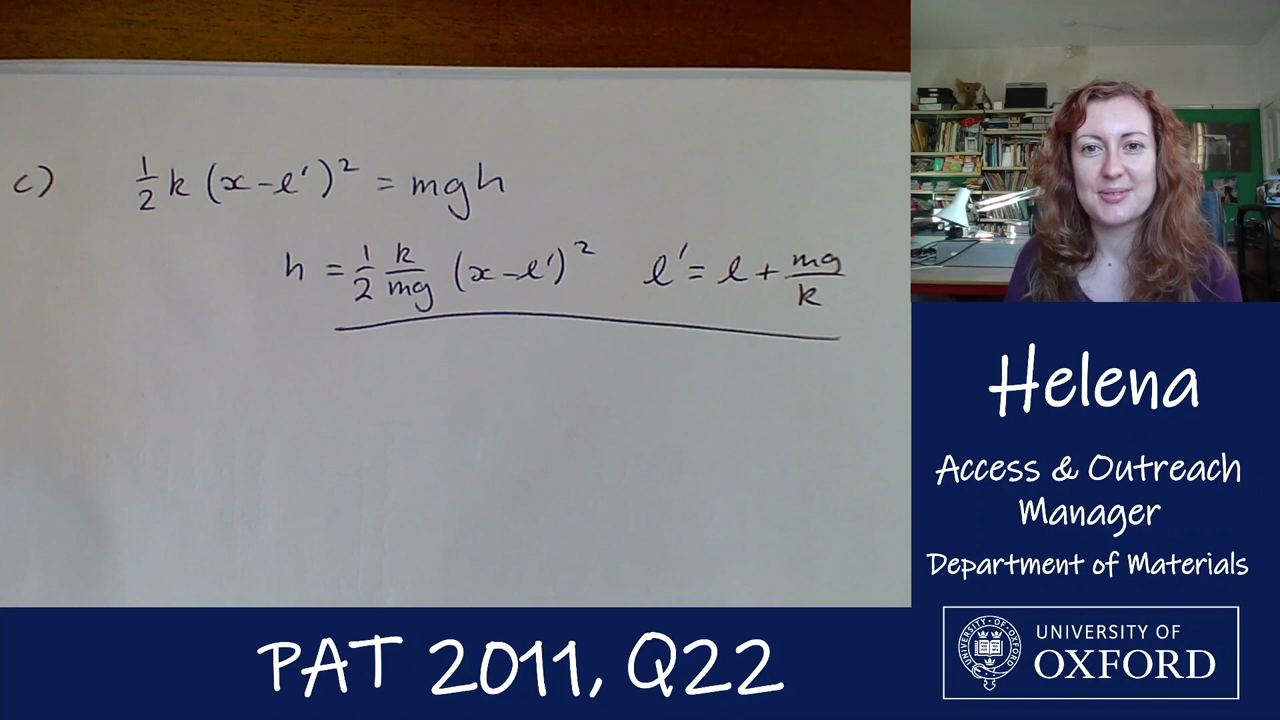 c) ½ k (x-l')² = mgh
h = ½ k/mg (x-l')² l' = l + mg/k
Helena
Access & Outreach
Manager
Department of Materials
UNIVERSITY OF
OXFORD
PAT 2011, Q22